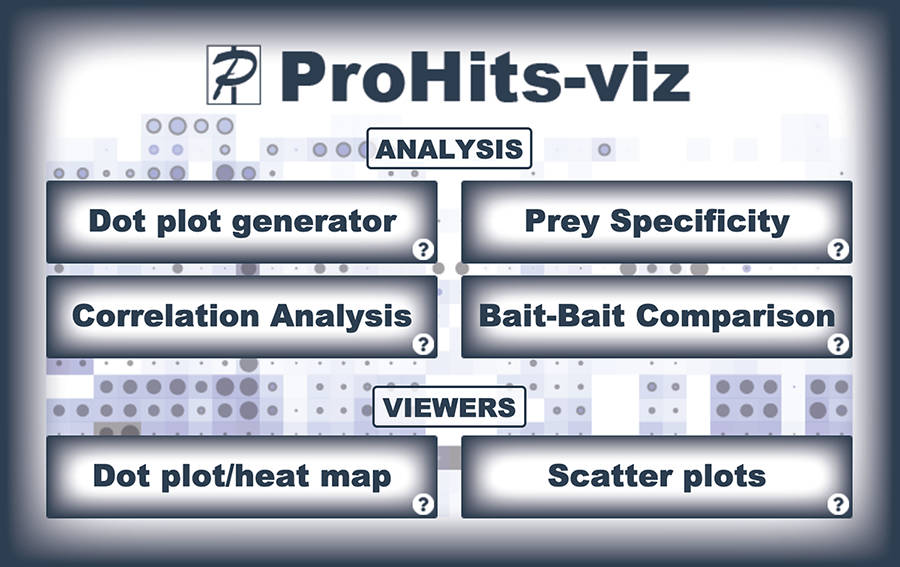 ProHits-viz
ANALYSIS
Dot plot generator
?
Prey Specificity
?
Correlation Analysis
?
Bait-Bait Comparison
?
VIEWERS
Dot plot/heat map
?
Scatter plots
?